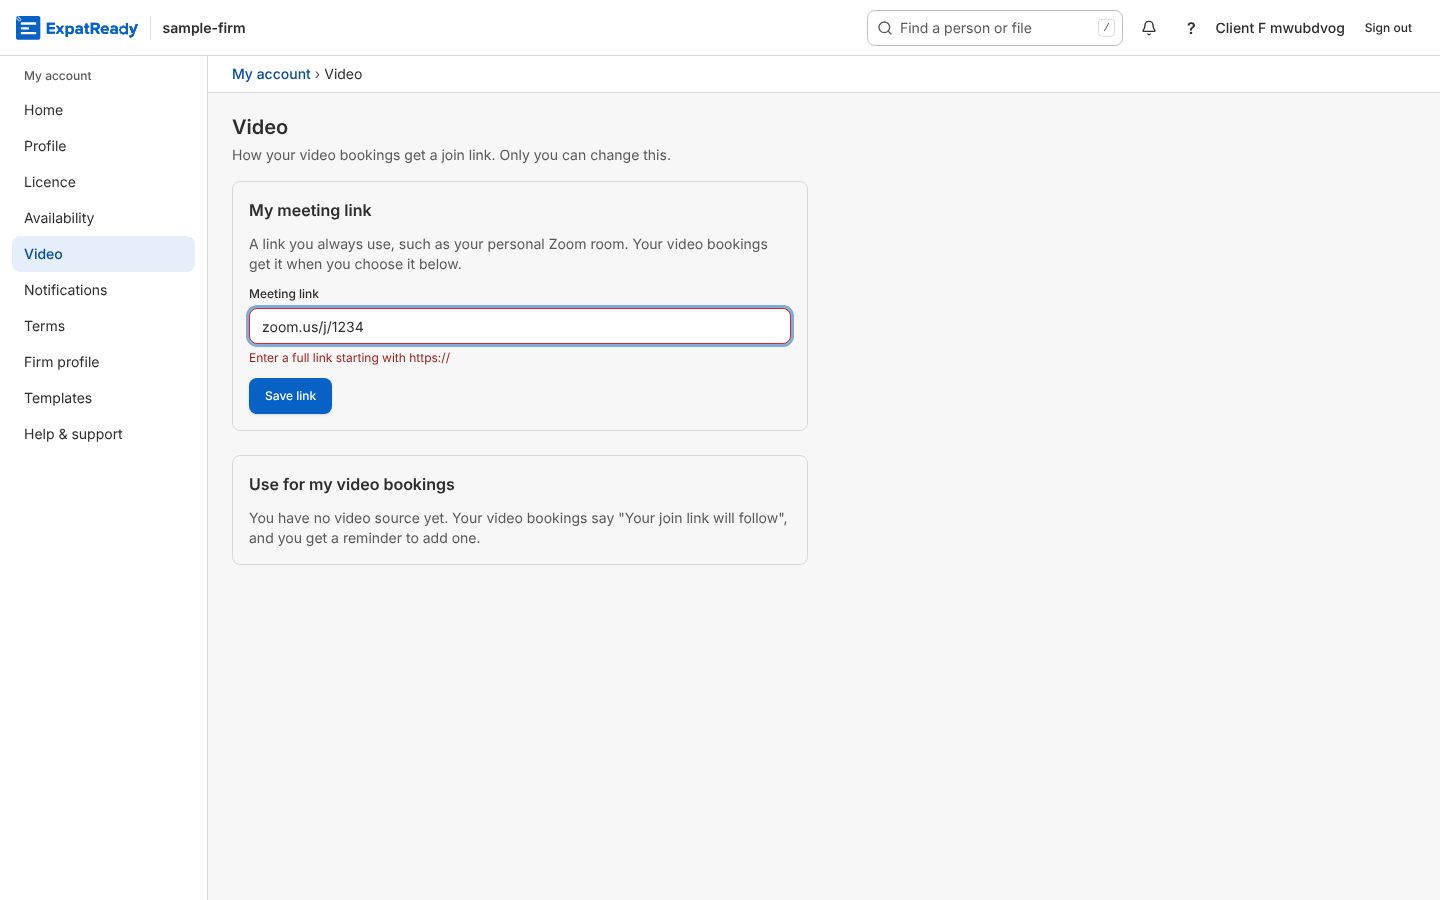 ExpatReady
sample-firm
Find a person or file
/
?
Client F mwubdvog
Sign out
My account
Home
Profile
Licence
Availability
Video
Notifications
Terms
Firm profile
Templates
Help & support
My account › Video
Video
How your video bookings get a join link. Only you can change this.
My meeting link
A link you always use, such as your personal Zoom room. Your video bookings
get it when you choose it below.
Meeting link
zoom.us/j/1234
Enter a full link starting with https://
Save link
Use for my video bookings
You have no video source yet. Your video bookings say "Your join link will follow",
and you get a reminder to add one.